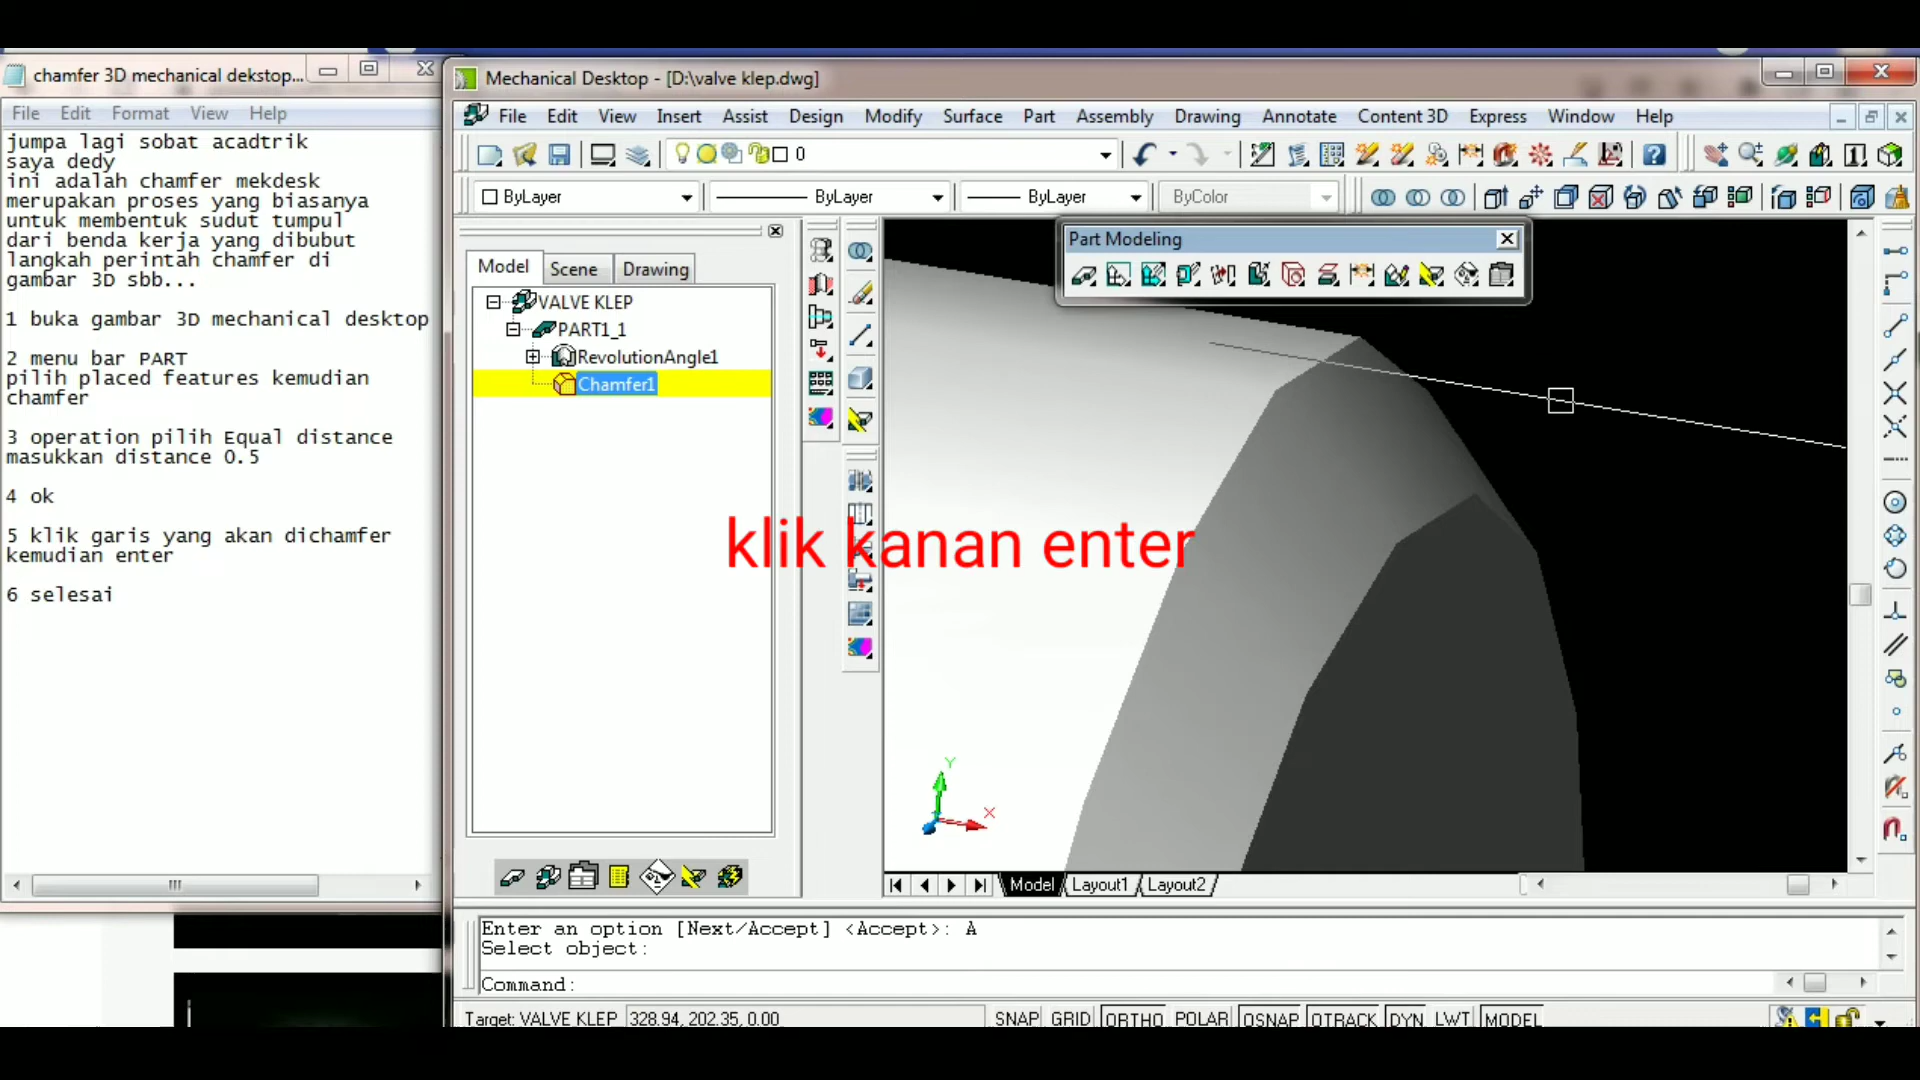 chamfer 3D mechanical dekstop...
File Edit Format View Help
jumpa lagi sobat acadtrik
saya dedy
ini adalah chamfer mekdesk
merupakan proses yang biasanya
untuk membentuk sudut tumpul
dari benda kerja yang dibubut
langkah perintah chamfer di
gambar 3D sbb...
1 buka gambar 3D mechanical desktop
2 menu bar PART
pilih placed features kemudian
chamfer
3 operation pilih Equal distance
masukkan distance 0.5
4 ok
5 klik garis yang akan dichamfer
kemudian enter
6 selesai
Mechanical Desktop - [D:\valve klep.dwg]
File Edit View Insert Assist Design Modify Surface Part Assembly Drawing Annotate Content 3D Express Window Help
0
ByLayer ByLayer ByLayer ByColor
Part Modeling
Model Scene Drawing
VALVE KLEP
PART1_1
RevolutionAngle1
Chamfer1
klik kanan enter
Y
X
Model Layout1 Layout2
Enter an option [Next/Accept] <Accept>: A
Select object:
Command:
Target: VALVE KLEP 328.94, 202.35, 0.00 SNAP GRID ORTHO POLAR OSNAP OTRACK DYN LWT MODEL